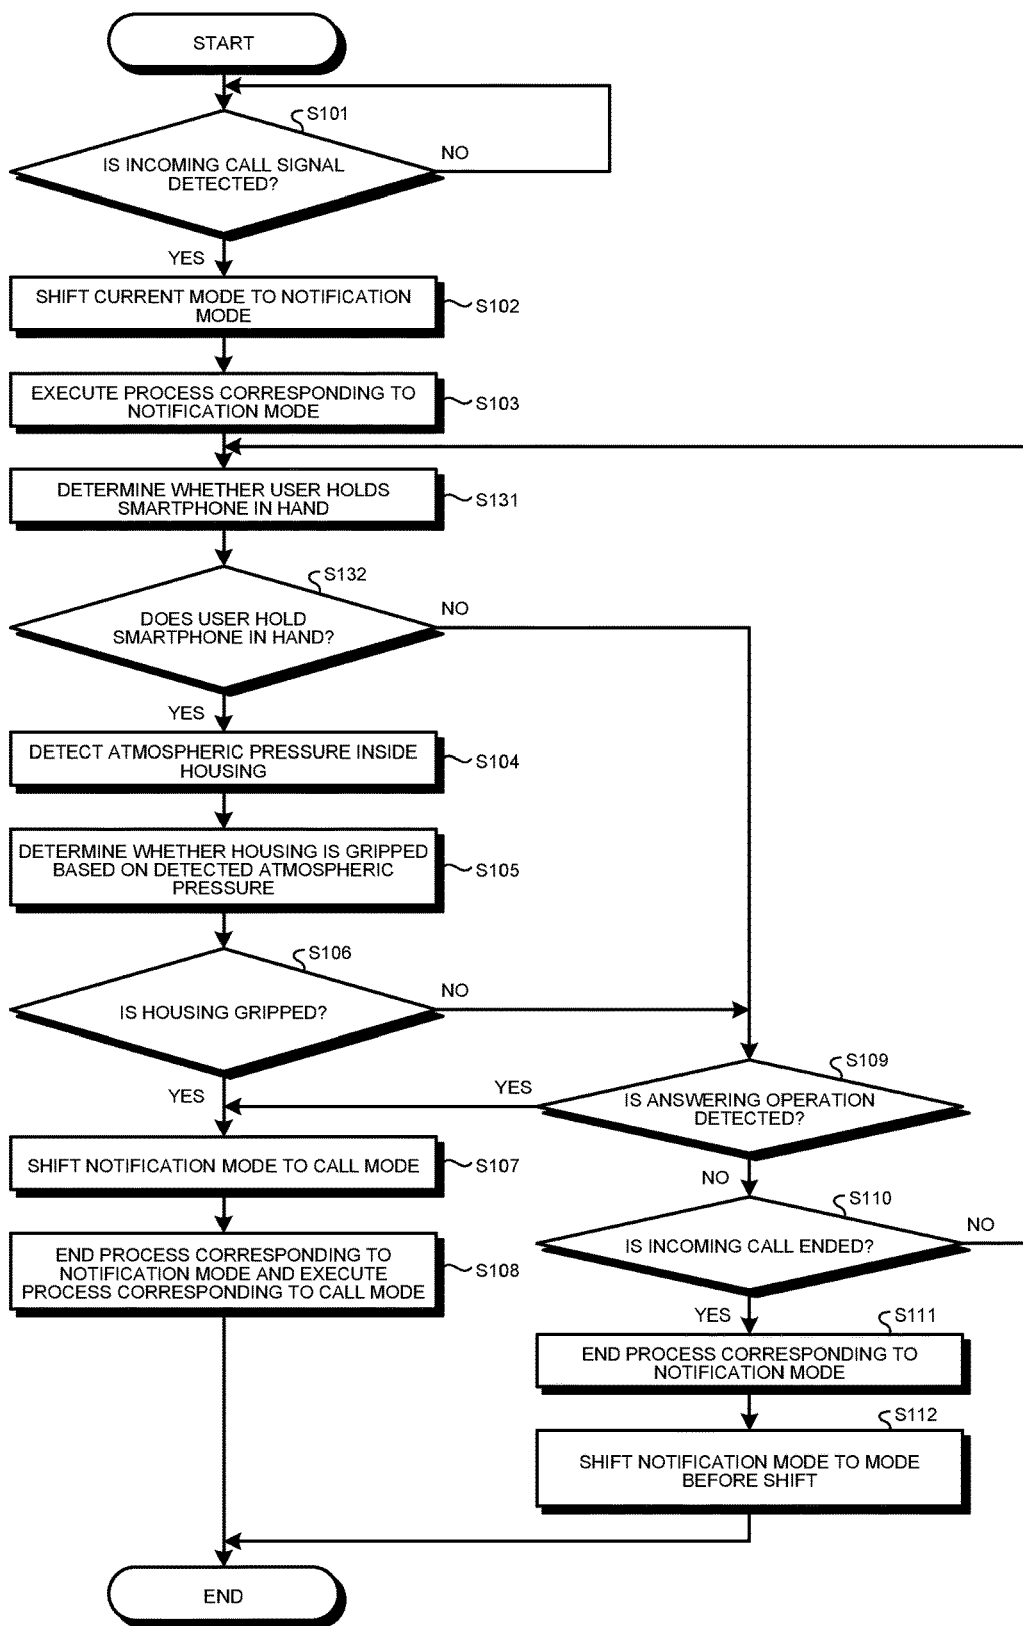 START
S101
IS INCOMING CALL SIGNAL
DETECTED?
NO
YES
SHIFT CURRENT MODE TO NOTIFICATION
MODE
S102
EXECUTE PROCESS CORRESPONDING TO
NOTIFICATION MODE
S103
DETERMINE WHETHER USER HOLDS
SMARTPHONE IN HAND
S131
S132
DOES USER HOLD
SMARTPHONE IN HAND?
NO
YES
DETECT ATMOSPHERIC PRESSURE INSIDE
HOUSING
S104
DETERMINE WHETHER HOUSING IS GRIPPED
BASED ON DETECTED ATMOSPHERIC
PRESSURE
S105
S106
IS HOUSING GRIPPED?
NO
YES
S109
IS ANSWERING OPERATION
DETECTED?
YES
NO
SHIFT NOTIFICATION MODE TO CALL MODE
S107
S110
IS INCOMING CALL ENDED?
NO
YES
END PROCESS CORRESPONDING TO
NOTIFICATION MODE AND EXECUTE
PROCESS CORRESPONDING TO CALL MODE
S108
S111
END PROCESS CORRESPONDING TO
NOTIFICATION MODE
S112
SHIFT NOTIFICATION MODE TO MODE
BEFORE SHIFT
END